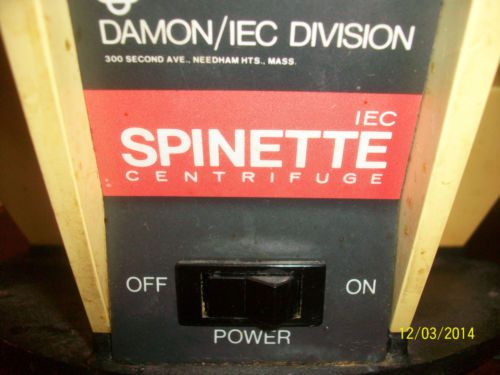 DAMON/IEC DIVISION
300 SECOND AVE., NEEDHAM HTS., MASS.
IEC
SPINETTE
CENTRIFUGE
OFF
ON
POWER
12/03/2014